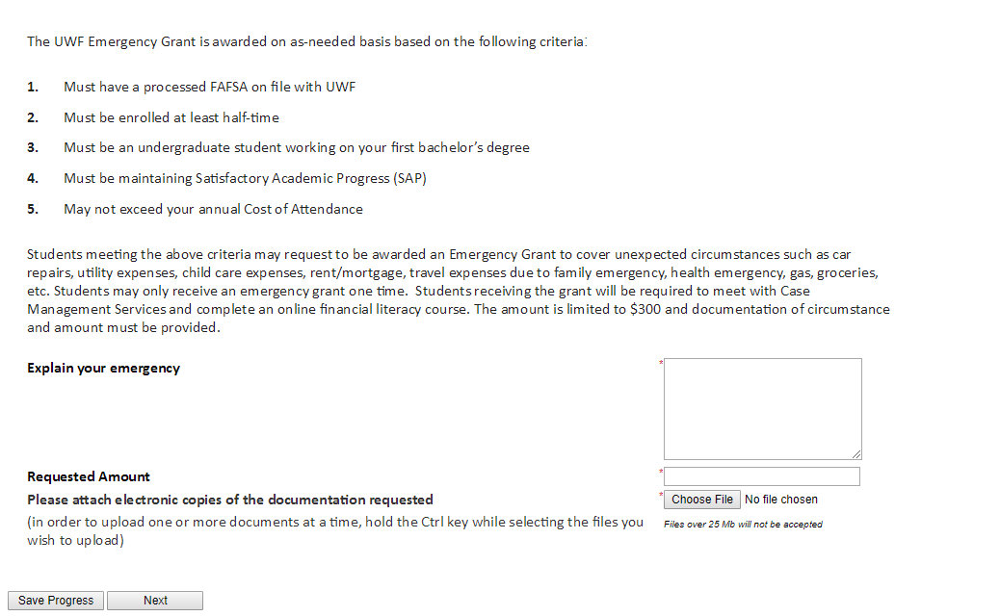 The UWF Emergency Grant is awarded on as-needed basis based on the following criteria:
1. Must have a processed FAFSA on file with UWF
2. Must be enrolled at least half-time
3. Must be an undergraduate student working on your first bachelor’s degree
4. Must be maintaining Satisfactory Academic Progress (SAP)
5. May not exceed your annual Cost of Attendance
Students meeting the above criteria may request to be awarded an Emergency Grant to cover unexpected circumstances such as car
repairs, utility expenses, child care expenses, rent/mortgage, travel expenses due to family emergency, health emergency, gas, groceries,
etc. Students may only receive an emergency grant one time. Students receiving the grant will be required to meet with Case
Management Services and complete an online financial literacy course. The amount is limited to $300 and documentation of circumstance
and amount must be provided.
Explain your emergency
*
Requested Amount
*
Please attach electronic copies of the documentation requested
* Choose File No file chosen
(in order to upload one or more documents at a time, hold the Ctrl key while selecting the files you
wish to upload)
Files over 25 Mb will not be accepted
Save Progress Next